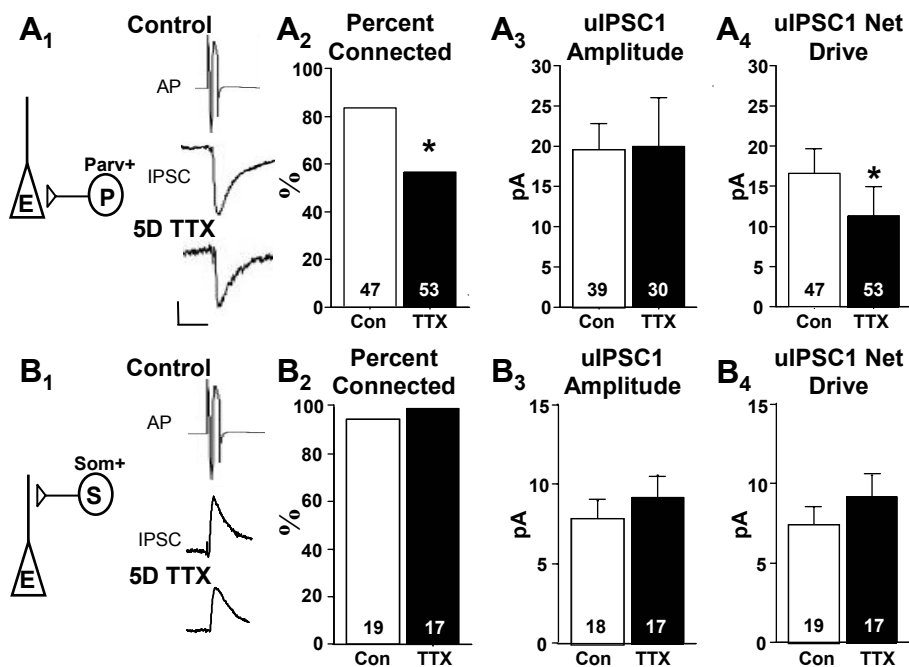 A1
Control
AP
IPSC
5D TTX
Parv+
E
P
A2
Percent
Connected
%
100
80
60
40
20
0
*
47
53
Con
TTX
A3
uIPSC1
Amplitude
pA
30
25
20
15
10
5
0
39
30
Con
TTX
A4
uIPSC1 Net
Drive
pA
30
25
20
15
10
5
0
*
47
53
Con
TTX
B1
Control
AP
IPSC
5D TTX
Som+
S
E
B2
Percent
Connected
%
100
80
60
40
20
0
19
17
Con
TTX
B3
uIPSC1
Amplitude
pA
15
10
5
0
18
17
Con
TTX
B4
uIPSC1 Net
Drive
pA
15
10
5
0
19
17
Con
TTX